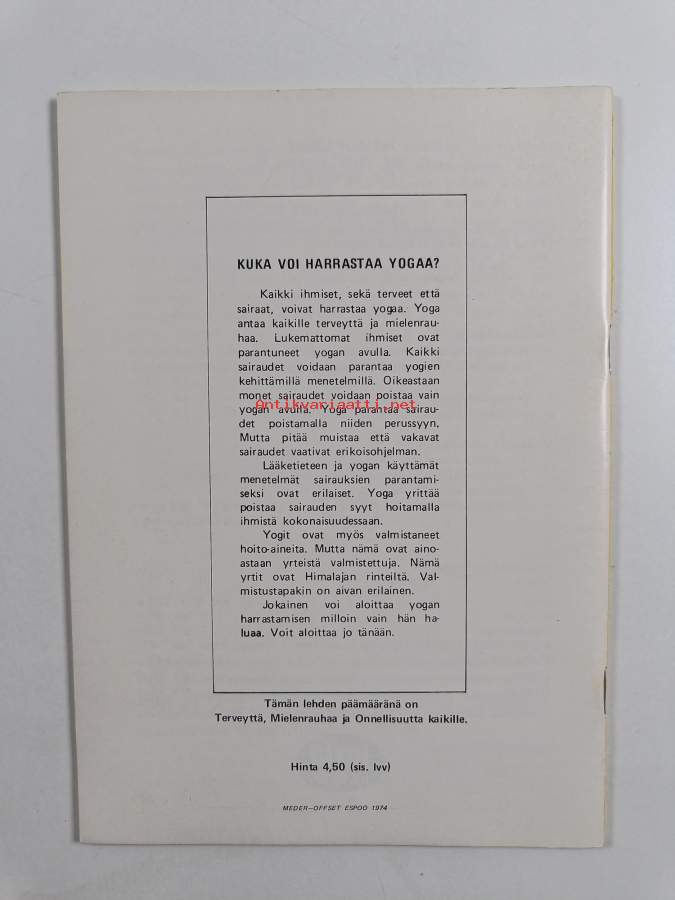 KUKA VOI HARRASTAA YOGAA?
Kaikki ihmiset, sekä terveet että
sairaat, voivat harrastaa yogaa. Yoga
antaa kaikille terveyttä ja mielenrau-
haa. Lukemattomat ihmiset ovat
parantuneet yogan avulla. Kaikki
sairaudet voidaan parantaa yogien
kehittämillä menetelmillä. Oikeastaan
monet sairaudet voidaan poistaa vain
Antikvariaatti.net
yogan avulla. Yoga parantaa sairau-
det poistamalla niiden perussyyn.
Mutta pitää muistaa että vakavat
sairaudet vaativat erikoisohjelman.
Lääketieteen ja yogan käyttämät
menetelmät sairauksien parantami-
seksi ovat erilaiset. Yoga yrittää
poistaa sairauden syyt hoitamalla
ihmistä kokonaisuudessaan.
Yogit ovat myös valmistaneet
hoito-aineita. Mutta nämä ovat aino-
astaan yrteistä valmistettuja. Nämä
yrtit ovat Himalajan rinteiltä. Val-
mistustapakin on aivan erilainen.
Jokainen voi aloittaa yogan
harrastamisen milloin vain hän ha-
luaa. Voit aloittaa jo tänään.
Tämän lehden päämääränä on
Terveyttä, Mielenrauhaa ja Onnellisuutta kaikille.
Hinta 4,50 (sis. lvv)
MEDER-OFFSET ESPOO 1974